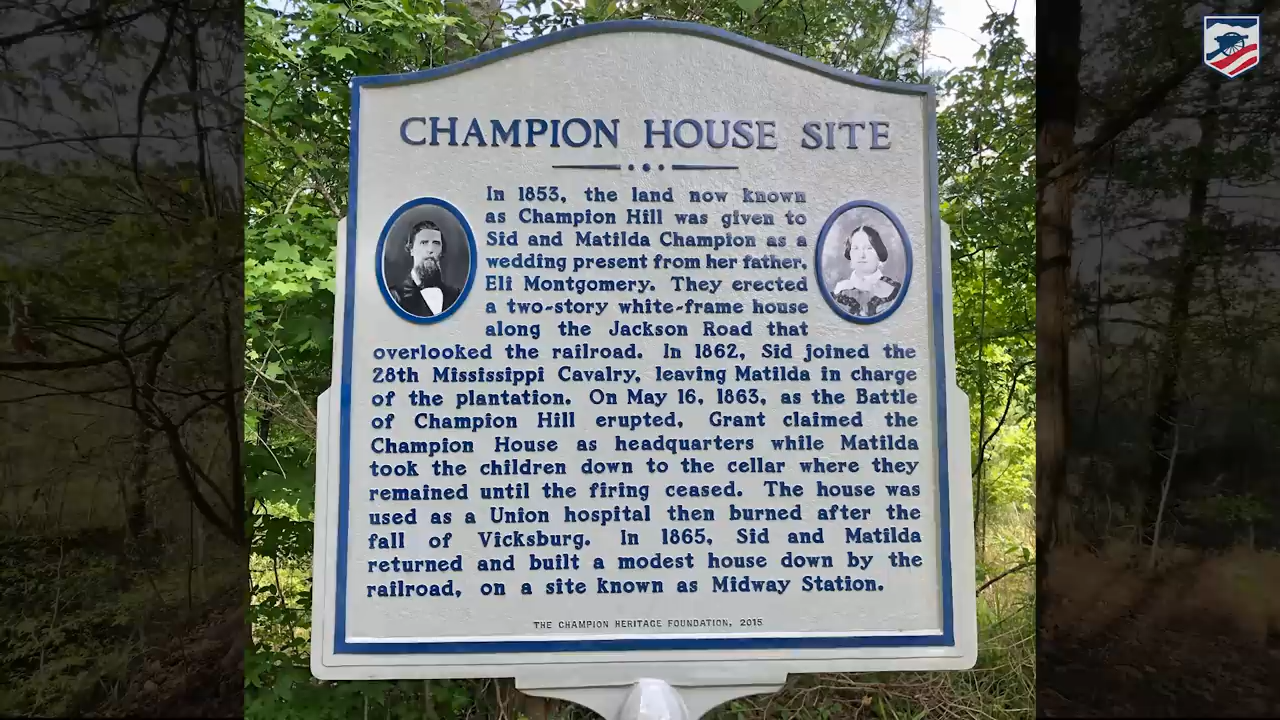 CHAMPION HOUSE SITE
In 1853, the land now known
as Champion Hill was given to
Sid and Matilda Champion as a
wedding present from her father,
Eli Montgomery. They erected
a two-story white-frame house
along the Jackson Road that
overlooked the railroad. In 1862, Sid joined the
28th Mississippi Cavalry, leaving Matilda in charge
of the plantation. On May 16, 1863, as the Battle
of Champion Hill erupted, Grant claimed the
Champion House as headquarters while Matilda
took the children down to the cellar where they
remained until the firing ceased. The house was
used as a Union hospital then burned after the
fall of Vicksburg. In 1865, Sid and Matilda
returned and built a modest house down by the
railroad, on a site known as Midway Station.
THE CHAMPION HERITAGE FOUNDATION, 2015